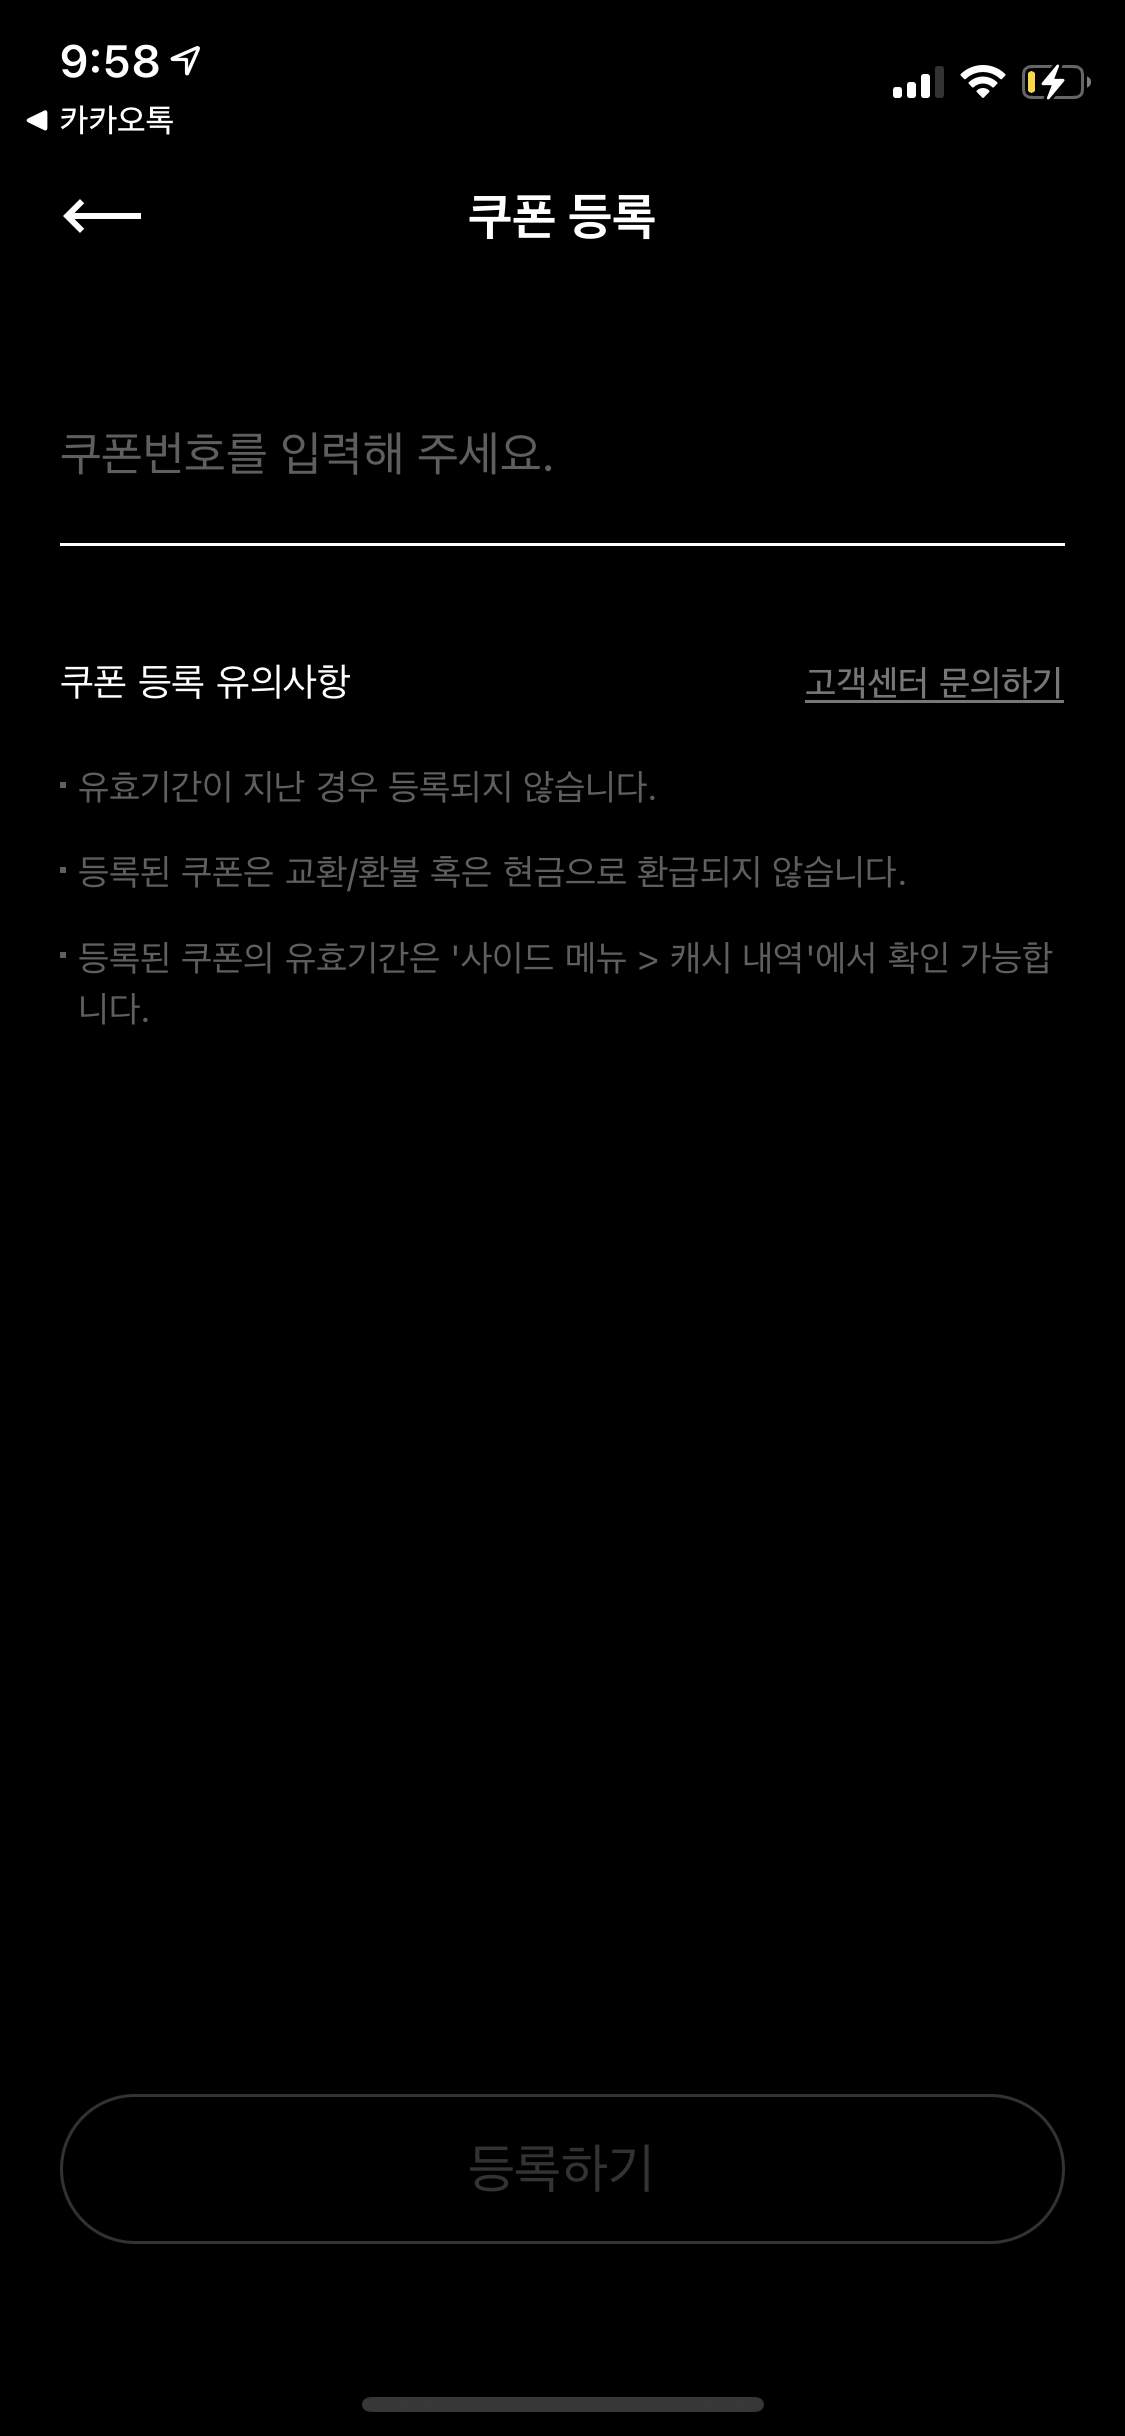 9:58
카카오톡
쿠폰 등록
쿠폰번호를 입력해 주세요.
쿠폰 등록 유의사항 고객센터 문의하기
유효기간이 지난 경우 등록되지 않습니다.
등록된 쿠폰은 교환/환불 혹은 현금으로 환급되지 않습니다.
등록된 쿠폰의 유효기간은 '사이드 메뉴 > 캐시 내역'에서 확인 가능합
니다.
등록하기